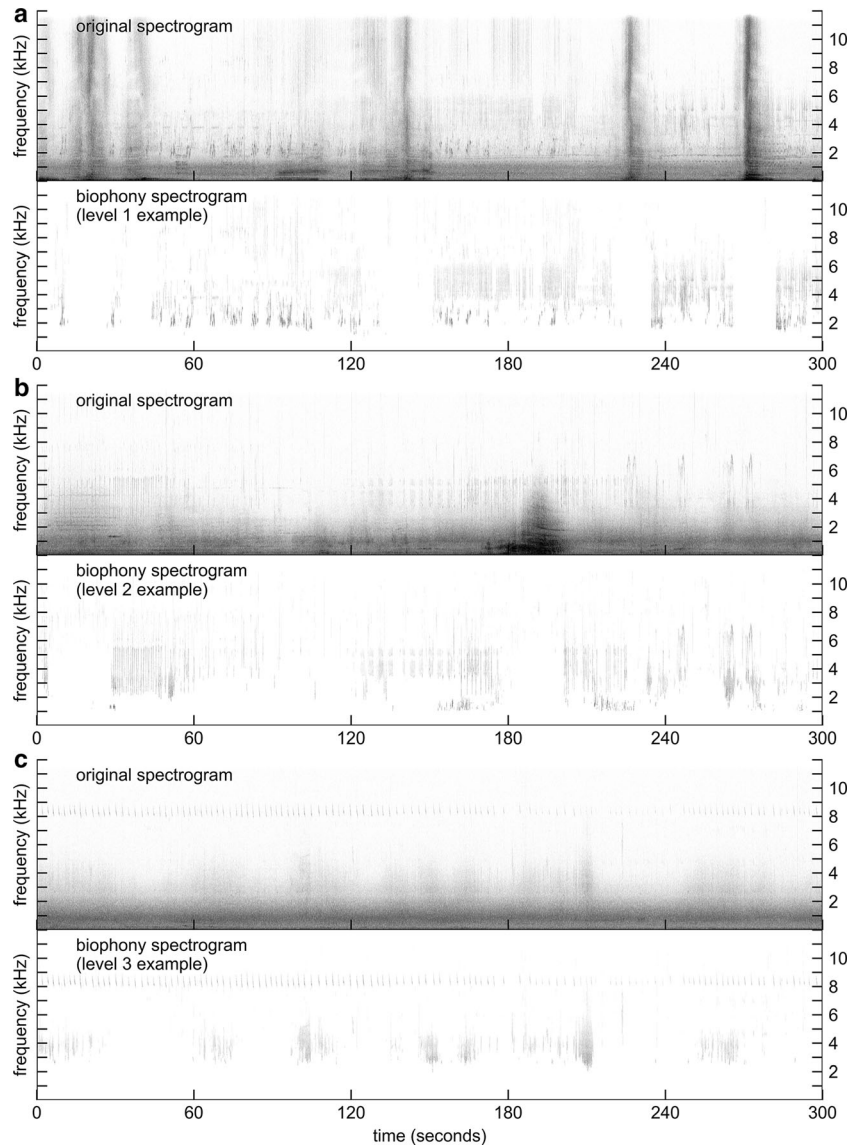 a
original spectrogram
frequency (kHz)
10
8
6
4
2
biophony spectrogram
(level 1 example)
frequency (kHz)
10
8
6
4
2
0 60 120 180 240 300
b
original spectrogram
frequency (kHz)
10
8
6
4
2
biophony spectrogram
(level 2 example)
frequency (kHz)
10
8
6
4
2
0 60 120 180 240 300
c
original spectrogram
frequency (kHz)
10
8
6
4
2
biophony spectrogram
(level 3 example)
frequency (kHz)
10
8
6
4
2
0 60 120 180 240 300
time (seconds)